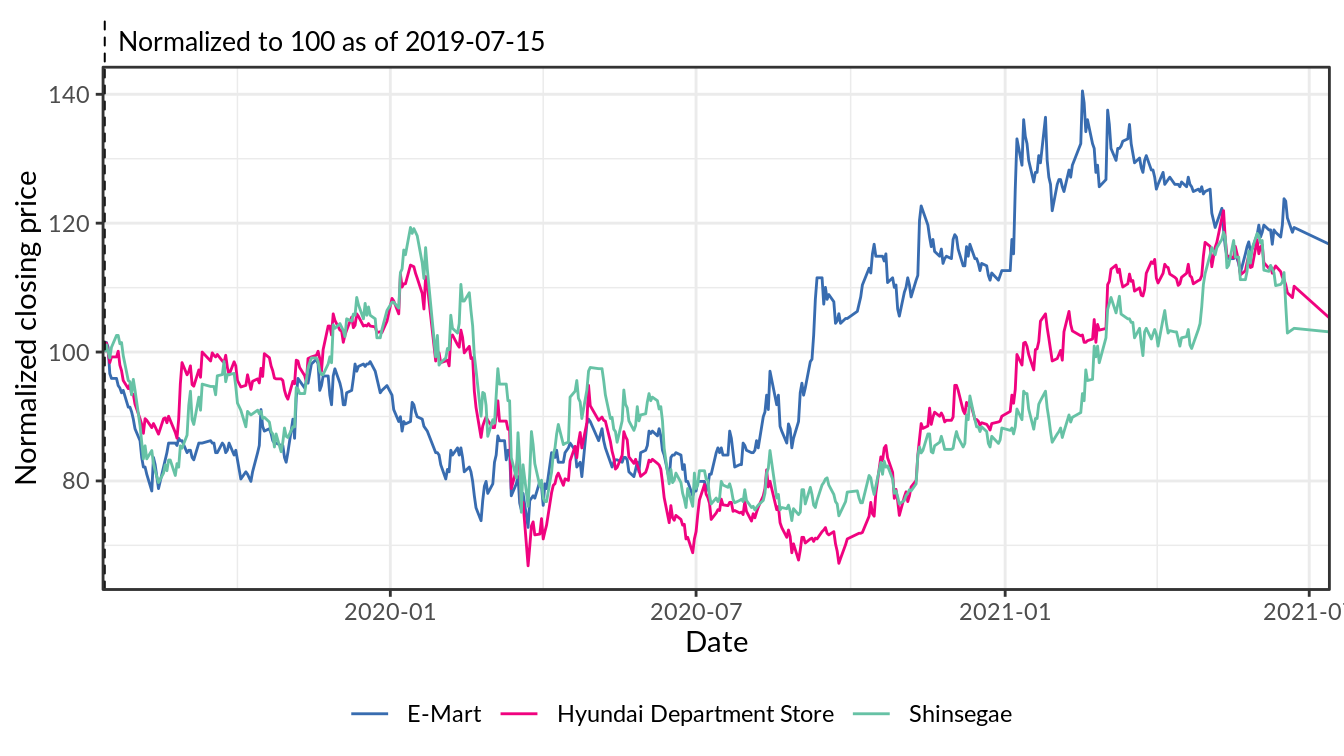 Normalized to 100 as of 2019-07-15
Normalized closing price
140
120
100
80
2020-01
2020-07
2021-01
2021-0
Date
E-Mart
Hyundai Department Store
Shinsegae